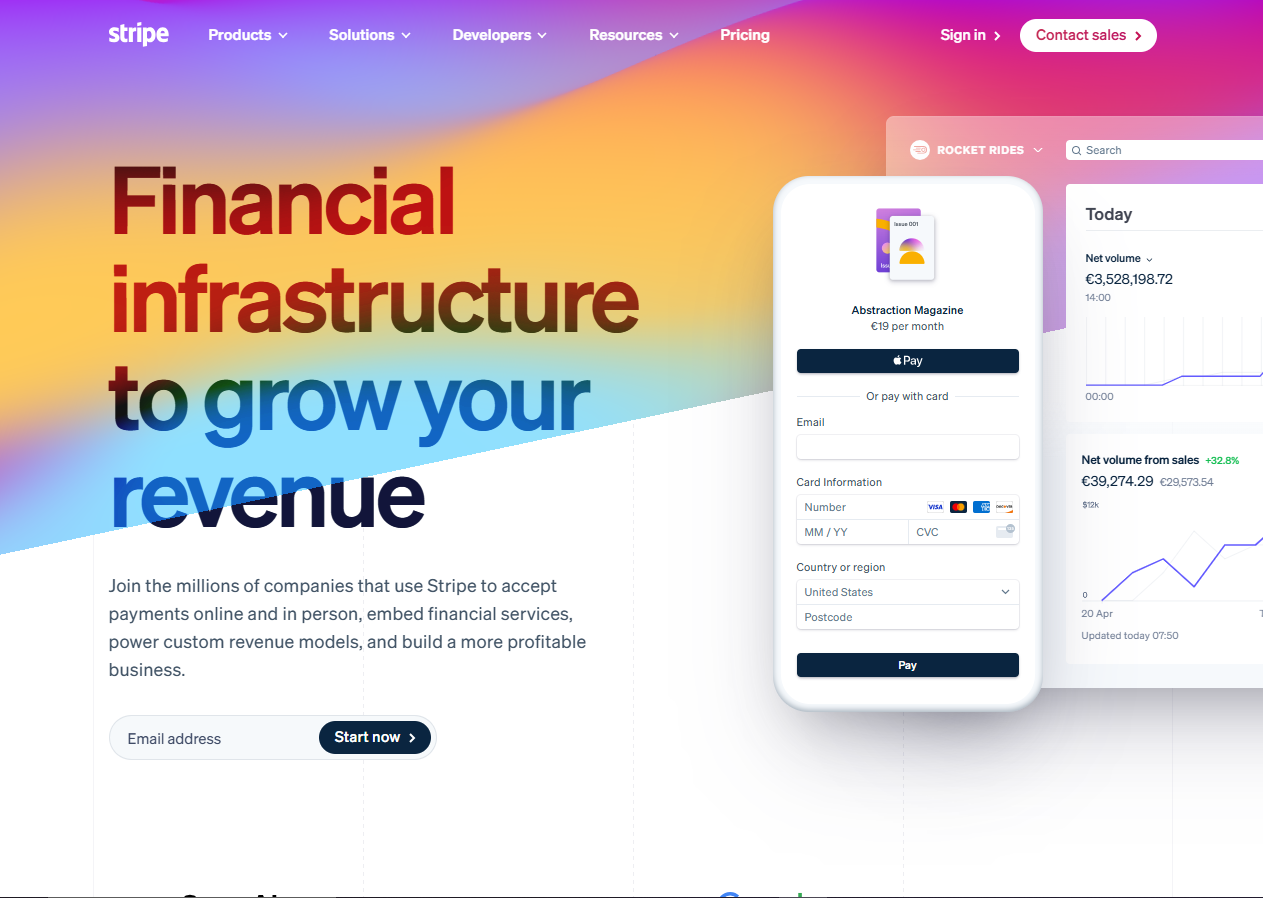 stripe Products Solutions Developers Resources Pricing Sign in Contact sales
Financial
infrastructure
to grow your
revenue
Join the millions of companies that use Stripe to accept
payments online and in person, embed financial services,
power custom revenue models, and build a more profitable
business.
Email address Start now
Issue 001
Abstraction Magazine
€19 per month
Pay
Or pay with card
Email
Card Information
Number VISA
MM / YY CVC
Country or region
United States
Postcode
Pay
ROCKET RIDES Search
Today
Net volume
€3,528,198.72
14:00
00:00
Net volume from sales +32.8%
€39,274.29 €29,573.54
$12k
0
20 Apr
Updated today 07:50